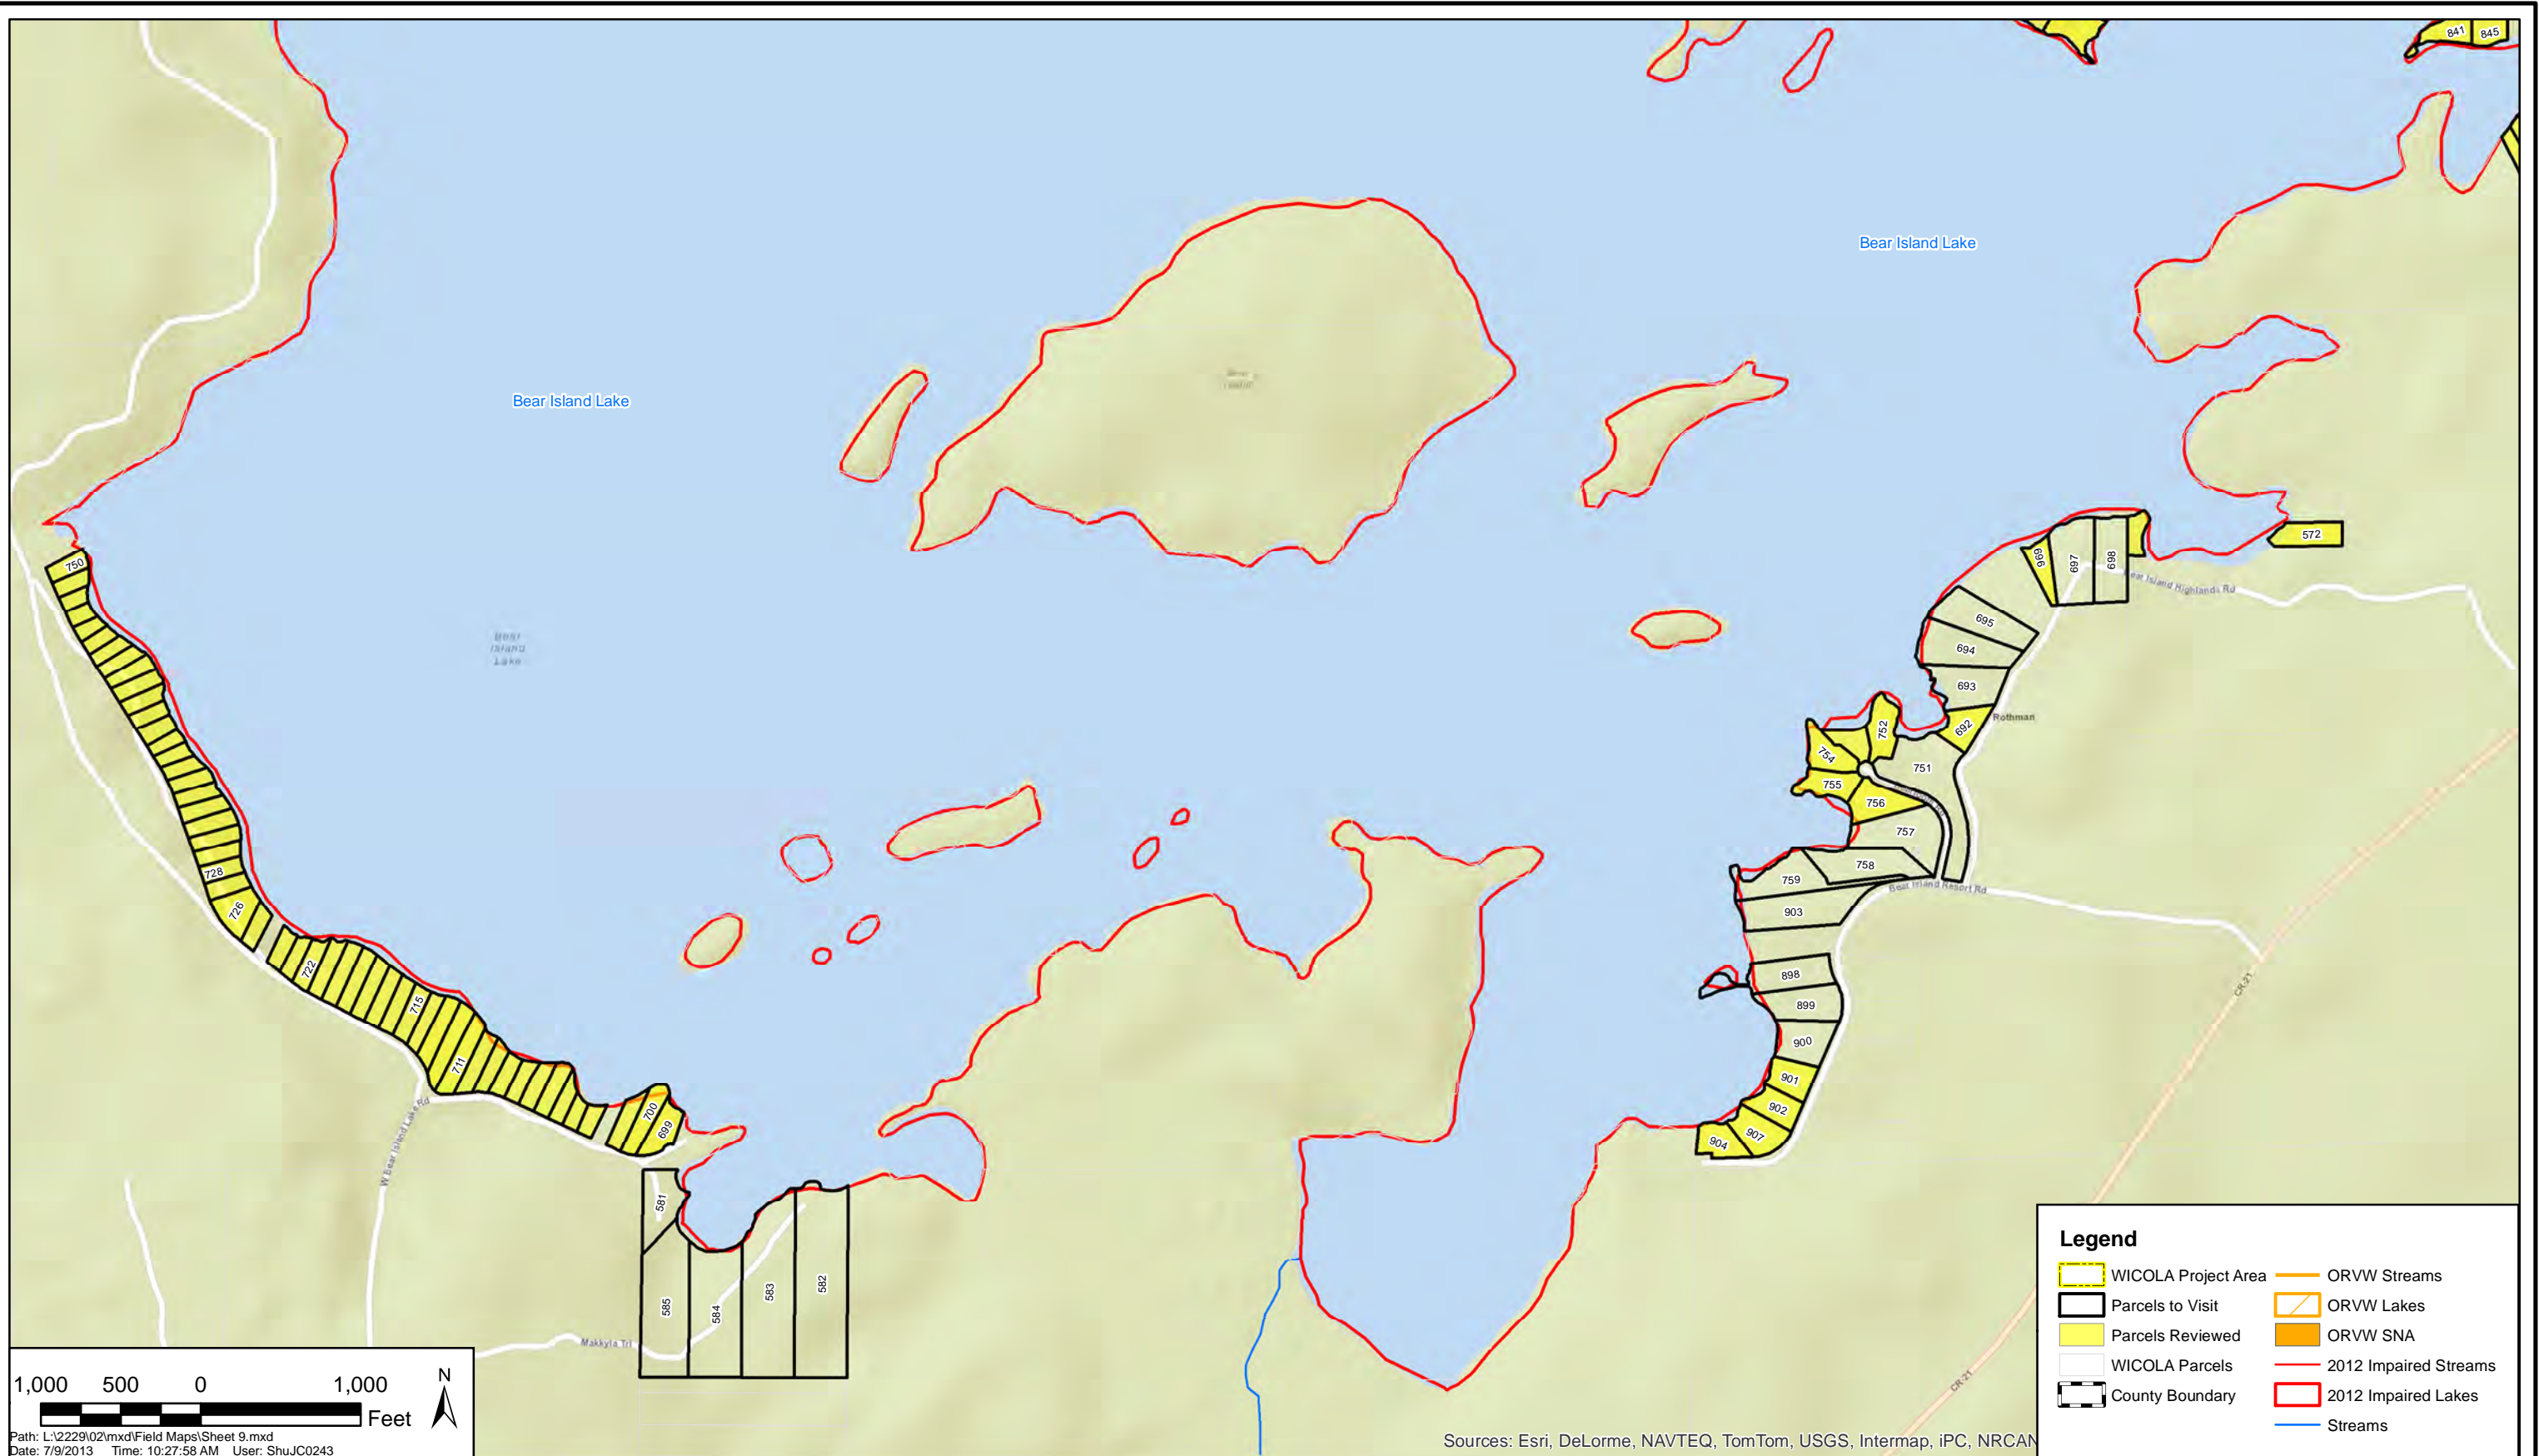 841
845
Bear Island Lake
Bear Island Lake
Bear
Island
Lake
750
572
696
697
698
Bear Island Highlands Rd
695
694
693
692
Rothman
752
754
751
755
756
757
758
759
Bear Island Resort Rd
903
728
726
722
715
711
898
899
900
901
902
907
904
700
699
W Bear Island Lake Rd
CR-21
581
585
584
583
582
Makkyla Trl
CR-21
Legend
WICOLA Project Area
Parcels to Visit
Parcels Reviewed
WICOLA Parcels
County Boundary
ORVW Streams
ORVW Lakes
ORVW SNA
2012 Impaired Streams
2012 Impaired Lakes
Streams
1,000 500 0 1,000
Feet
N
Path: L:\2229\02\mxd\Field Maps\Sheet 9.mxd
Date: 7/9/2013 Time: 10:27:58 AM User: ShuJC0243
Sources: Esri, DeLorme, NAVTEQ, TomTom, USGS, Intermap, iPC, NRCAN